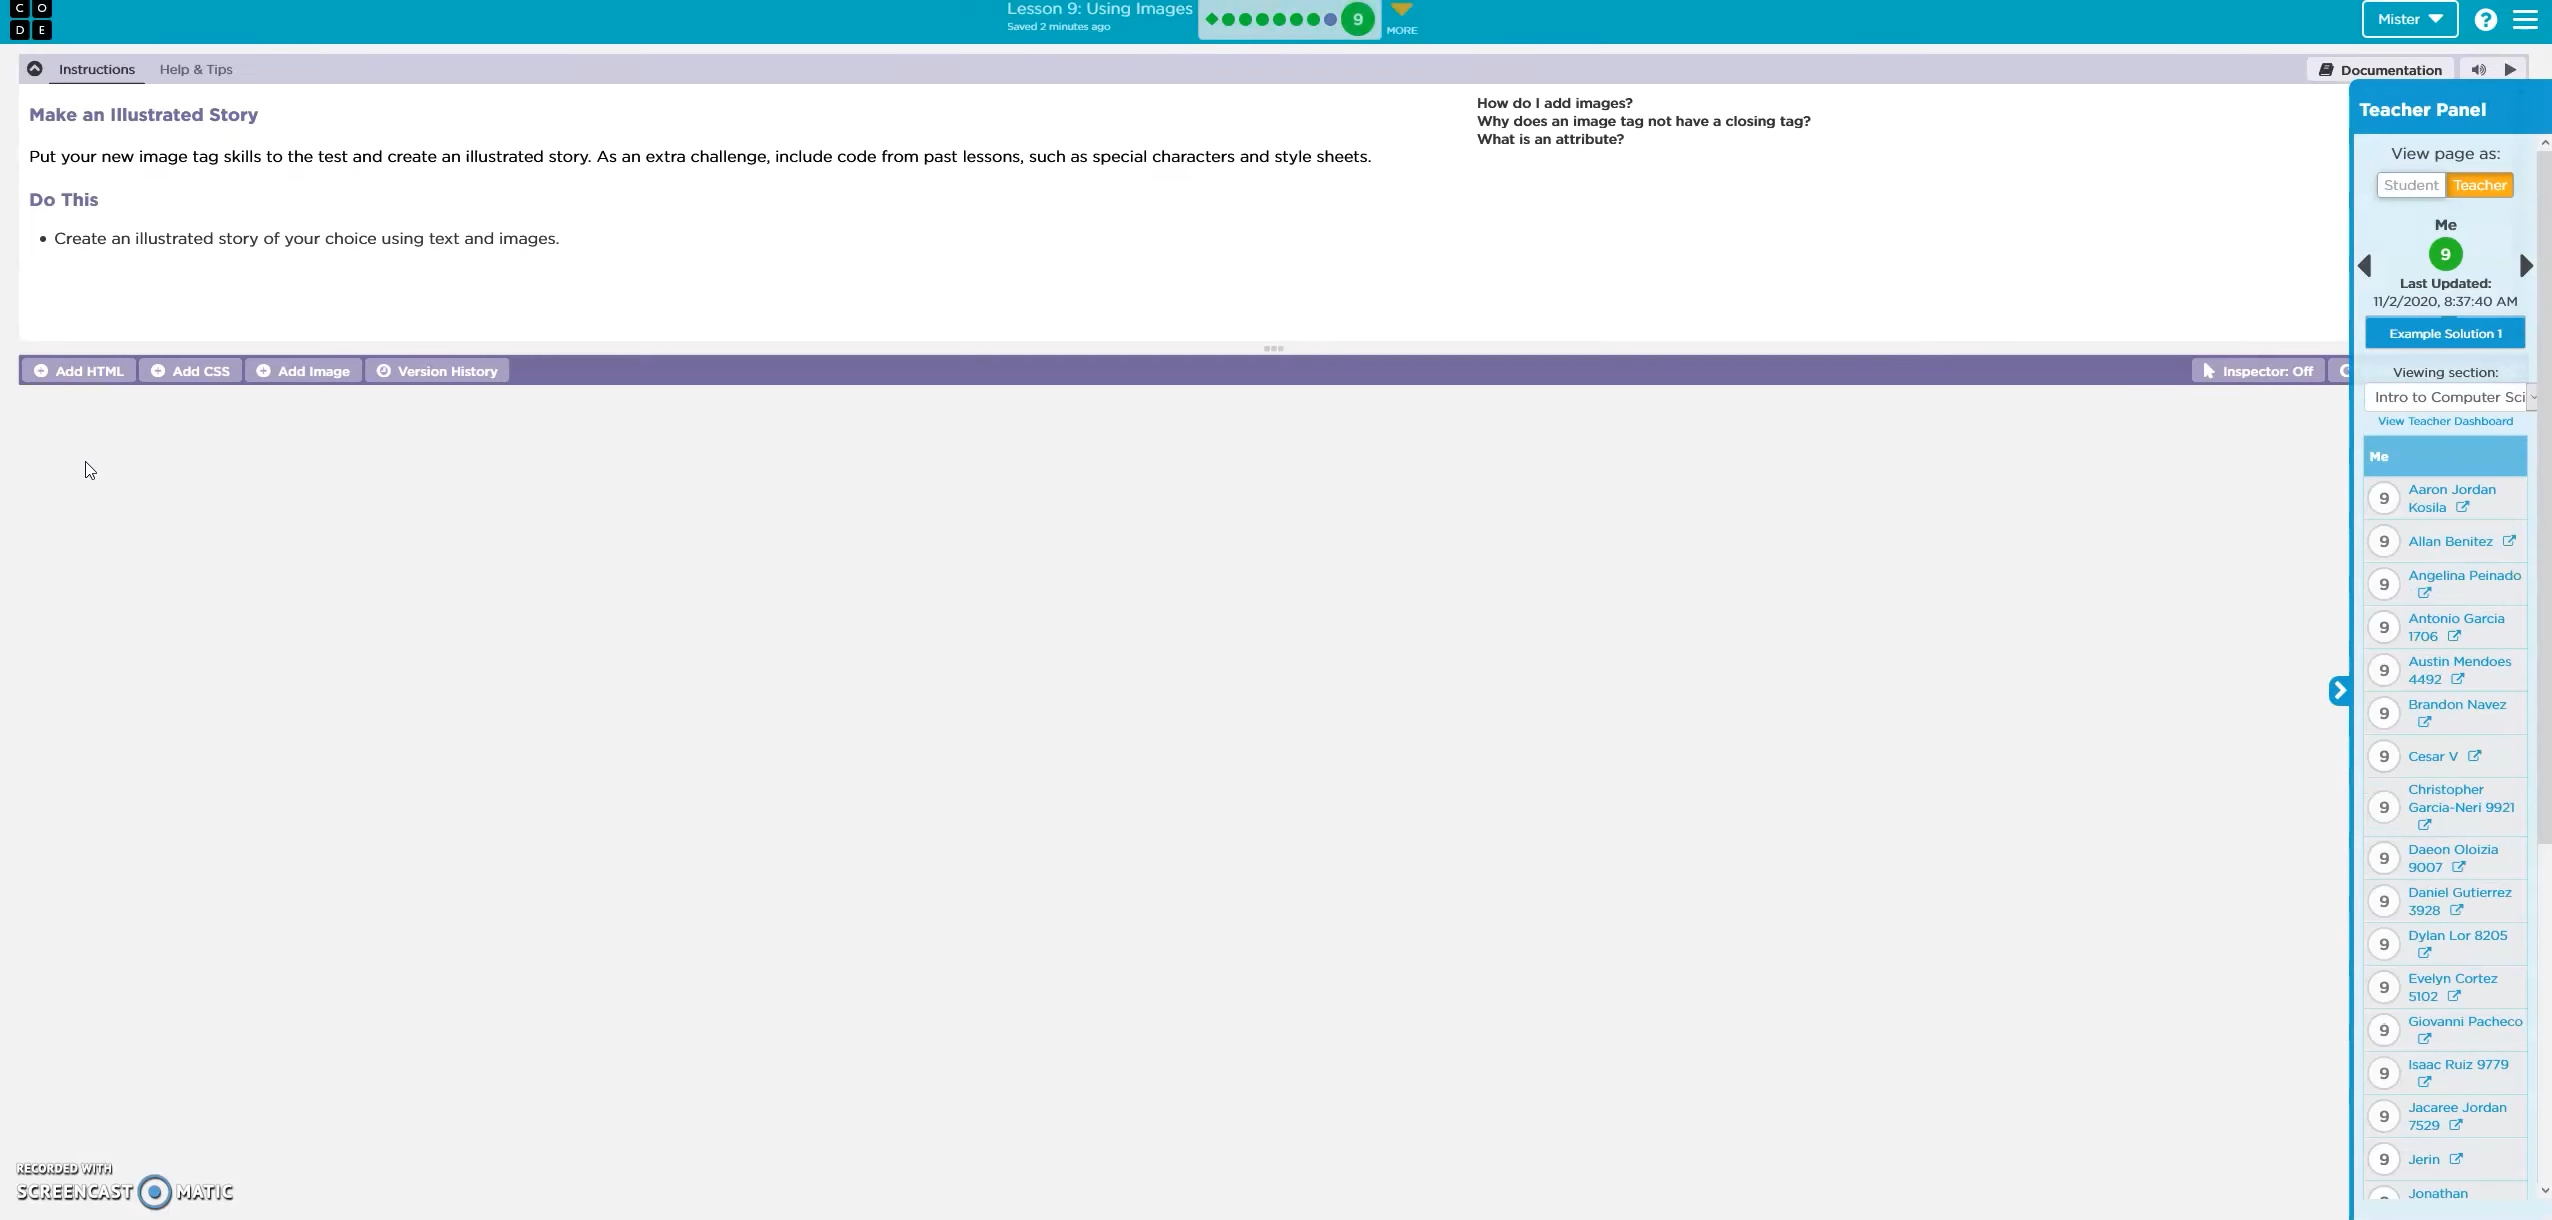 C O
D E
Lesson 9: Using Images
Saved 2 minutes ago
9
MORE
Mister
?
Instructions
Help & Tips
Documentation
Make an Illustrated Story
Put your new image tag skills to the test and create an illustrated story. As an extra challenge, include code from past lessons, such as special characters and style sheets.
Do This
• Create an illustrated story of your choice using text and images.
How do I add images?
Why does an image tag not have a closing tag?
What is an attribute?
Add HTML
Add CSS
Add Image
Version History
Inspector: Off
Teacher Panel
View page as:
Student Teacher
Me
9
Last Updated:
11/2/2020, 8:37:40 AM
Example Solution 1
Viewing section:
Intro to Computer Sci
View Teacher Dashboard
Me
9 Aaron Jordan
Kosila
9 Allan Benitez
9 Angelina Peinado
9 Antonio Garcia
1706
9 Austin Mendoes
4492
9 Brandon Navez
9 Cesar V
9 Christopher
Garcia-Neri 9921
9 Daeon Oloizia
9007
9 Daniel Gutierrez
3928
9 Dylan Lor 8205
9 Evelyn Cortez
5102
9 Giovanni Pacheco
9 Isaac Ruiz 9779
9 Jacaree Jordan
7529
9 Jerin
Jonathan
RECORDED WITH
SCREENCAST MATIC